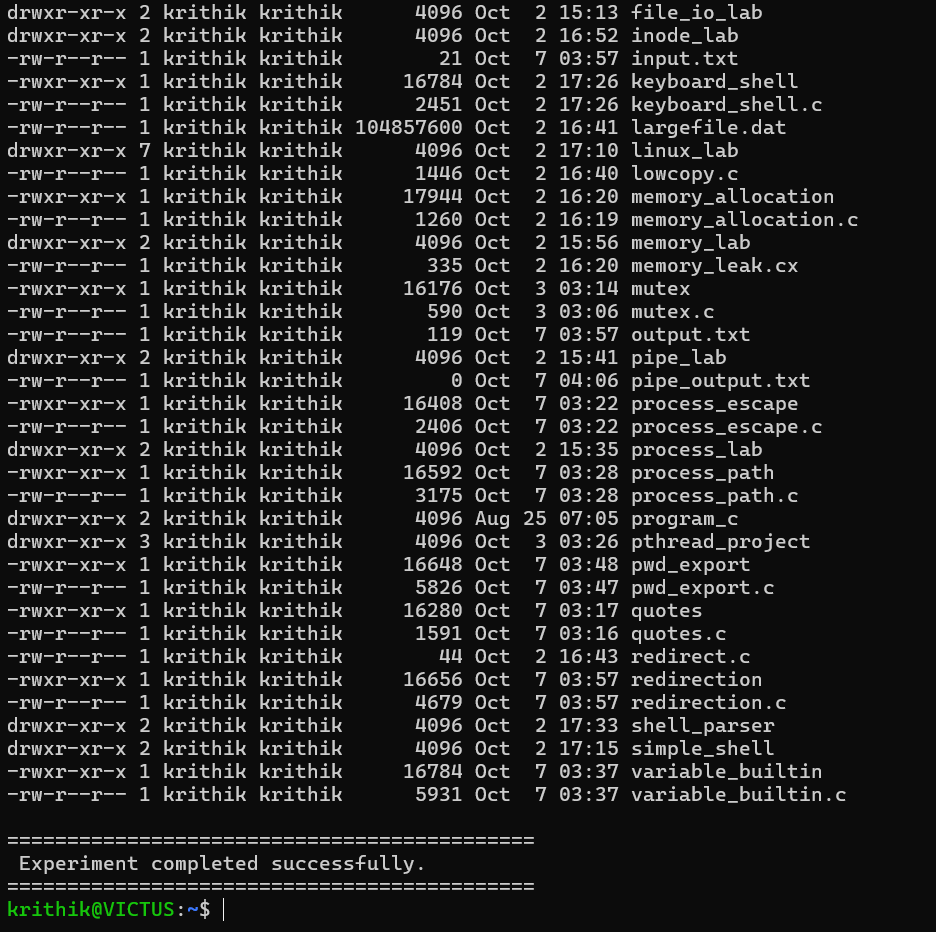 drwxr-xr-x 2 krithik krithik      4096 Oct  2 15:13 file_io_lab
drwxr-xr-x 2 krithik krithik      4096 Oct  2 16:52 inode_lab
-rw-r--r-- 1 krithik krithik        21 Oct  7 03:57 input.txt
-rwxr-xr-x 1 krithik krithik     16784 Oct  2 17:26 keyboard_shell
-rw-r--r-- 1 krithik krithik      2451 Oct  2 17:26 keyboard_shell.c
-rw-r--r-- 1 krithik krithik 104857600 Oct  2 16:41 largefile.dat
drwxr-xr-x 7 krithik krithik      4096 Oct  2 17:10 linux_lab
-rw-r--r-- 1 krithik krithik      1446 Oct  2 16:40 lowcopy.c
-rwxr-xr-x 1 krithik krithik     17944 Oct  2 16:20 memory_allocation
-rw-r--r-- 1 krithik krithik      1260 Oct  2 16:19 memory_allocation.c
drwxr-xr-x 2 krithik krithik      4096 Oct  2 15:56 memory_lab
-rw-r--r-- 1 krithik krithik       335 Oct  2 16:20 memory_leak.cx
-rwxr-xr-x 1 krithik krithik     16176 Oct  3 03:14 mutex
-rw-r--r-- 1 krithik krithik       590 Oct  3 03:06 mutex.c
-rw-r--r-- 1 krithik krithik       119 Oct  7 03:57 output.txt
drwxr-xr-x 2 krithik krithik      4096 Oct  2 15:41 pipe_lab
-rw-r--r-- 1 krithik krithik         0 Oct  7 04:06 pipe_output.txt
-rwxr-xr-x 1 krithik krithik     16408 Oct  7 03:22 process_escape
-rw-r--r-- 1 krithik krithik      2406 Oct  7 03:22 process_escape.c
drwxr-xr-x 2 krithik krithik      4096 Oct  2 15:35 process_lab
-rwxr-xr-x 1 krithik krithik     16592 Oct  7 03:28 process_path
-rw-r--r-- 1 krithik krithik      3175 Oct  7 03:28 process_path.c
drwxr-xr-x 2 krithik krithik      4096 Aug 25 07:05 program_c
drwxr-xr-x 3 krithik krithik      4096 Oct  3 03:26 pthread_project
-rwxr-xr-x 1 krithik krithik     16648 Oct  7 03:48 pwd_export
-rw-r--r-- 1 krithik krithik      5826 Oct  7 03:47 pwd_export.c
-rwxr-xr-x 1 krithik krithik     16280 Oct  7 03:17 quotes
-rw-r--r-- 1 krithik krithik      1591 Oct  7 03:16 quotes.c
-rw-r--r-- 1 krithik krithik        44 Oct  2 16:43 redirect.c
-rwxr-xr-x 1 krithik krithik     16656 Oct  7 03:57 redirection
-rw-r--r-- 1 krithik krithik      4679 Oct  7 03:57 redirection.c
drwxr-xr-x 2 krithik krithik      4096 Oct  2 17:33 shell_parser
drwxr-xr-x 2 krithik krithik      4096 Oct  2 17:15 simple_shell
-rwxr-xr-x 1 krithik krithik     16784 Oct  7 03:37 variable_builtin
-rw-r--r-- 1 krithik krithik      5931 Oct  7 03:37 variable_builtin.c
============================================
 Experiment completed successfully.
============================================
krithik@VICTUS:~$